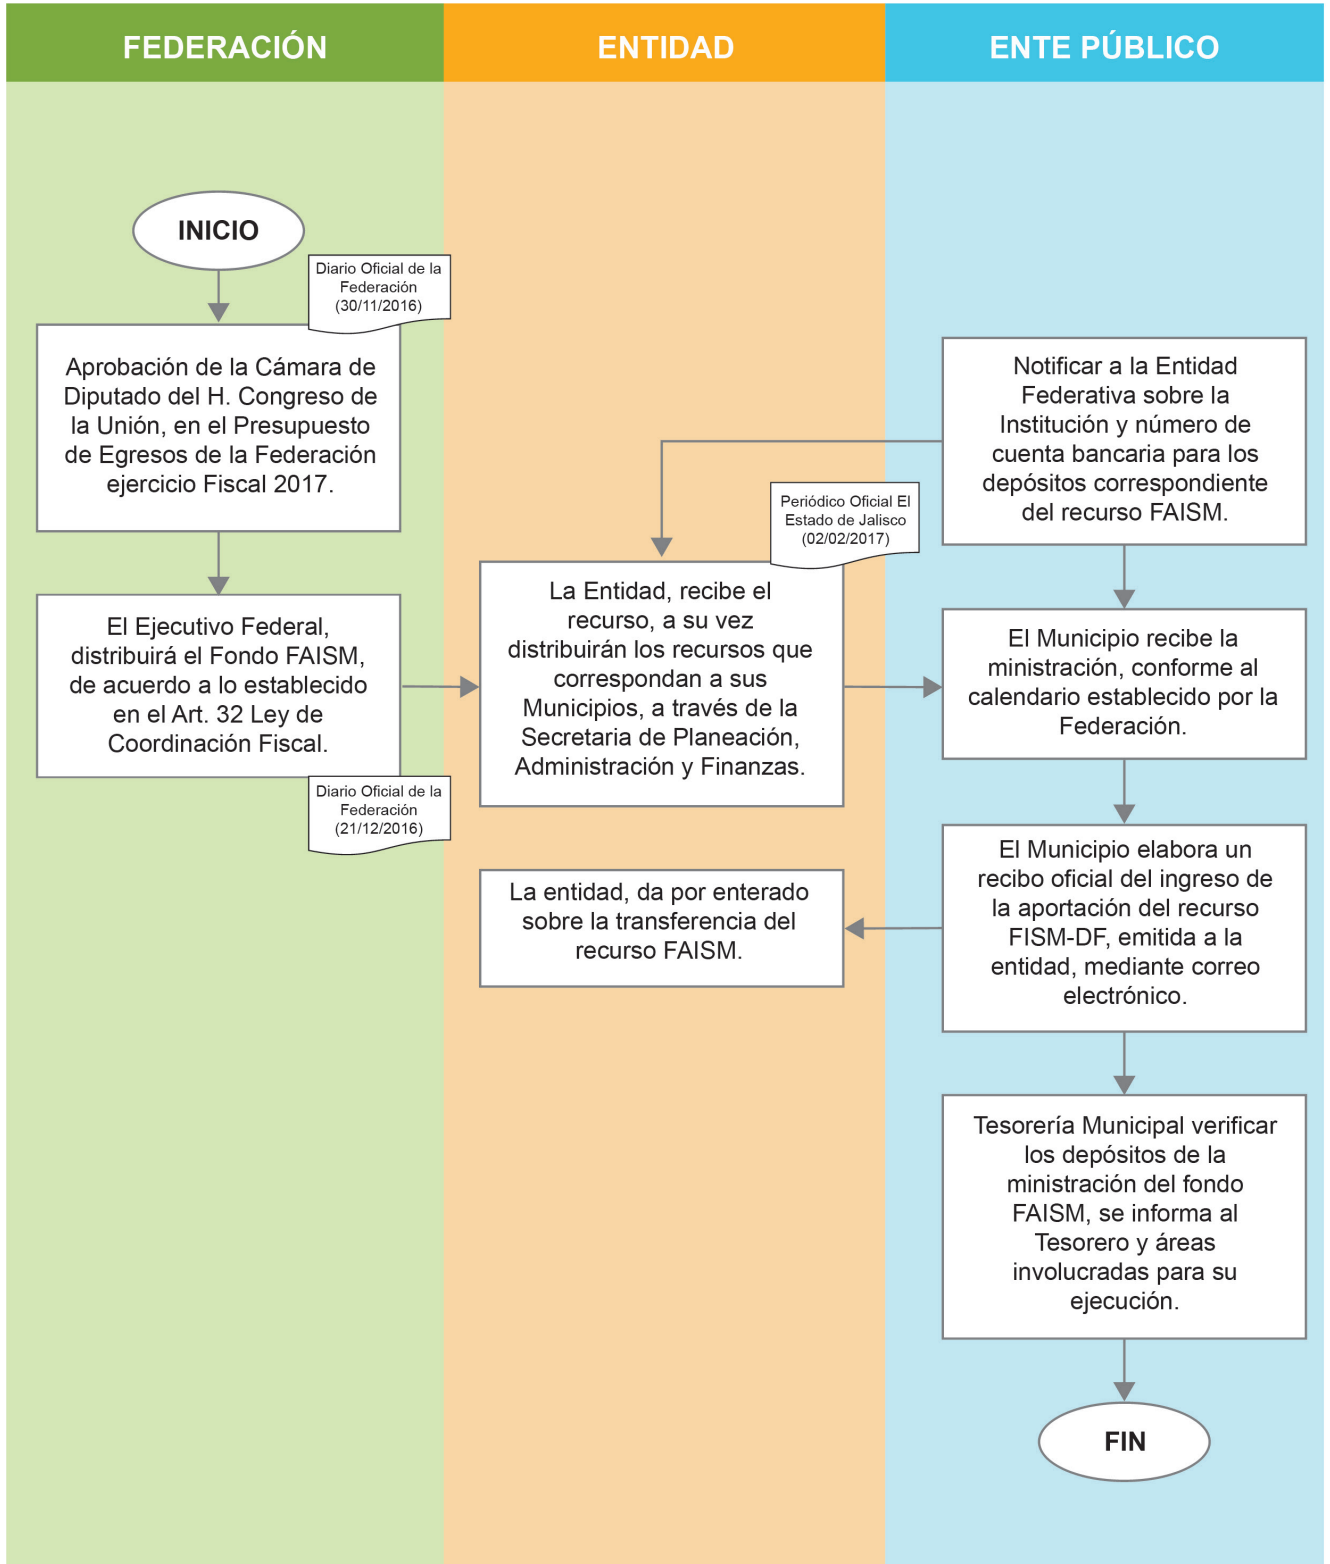 FEDERACIÓN
ENTIDAD
ENTE PÚBLICO
INICIO
Diario Oficial de la
Federación
(30/11/2016)
Aprobación de la Cámara de
Diputado del H. Congreso de
la Unión, en el Presupuesto
de Egresos de la Federación
ejercicio Fiscal 2017.
El Ejecutivo Federal,
distribuirá el Fondo FAISM,
de acuerdo a lo establecido
en el Art. 32 Ley de
Coordinación Fiscal.
Diario Oficial de la
Federación
(21/12/2016)
Periódico Oficial El
Estado de Jalisco
(02/02/2017)
La Entidad, recibe el
recurso, a su vez
distribuirán los recursos que
correspondan a sus
Municipios, a través de la
Secretaria de Planeación,
Administración y Finanzas.
La entidad, da por enterado
sobre la transferencia del
recurso FAISM.
Notificar a la Entidad
Federativa sobre la
Institución y número de
cuenta bancaria para los
depósitos correspondiente
del recurso FAISM.
El Municipio recibe la
ministración, conforme al
calendario establecido por la
Federación.
El Municipio elabora un
recibo oficial del ingreso de
la aportación del recurso
FISM-DF, emitida a la
entidad, mediante correo
electrónico.
Tesorería Municipal verificar
los depósitos de la
ministración del fondo
FAISM, se informa al
Tesorero y áreas
involucradas para su
ejecución.
FIN